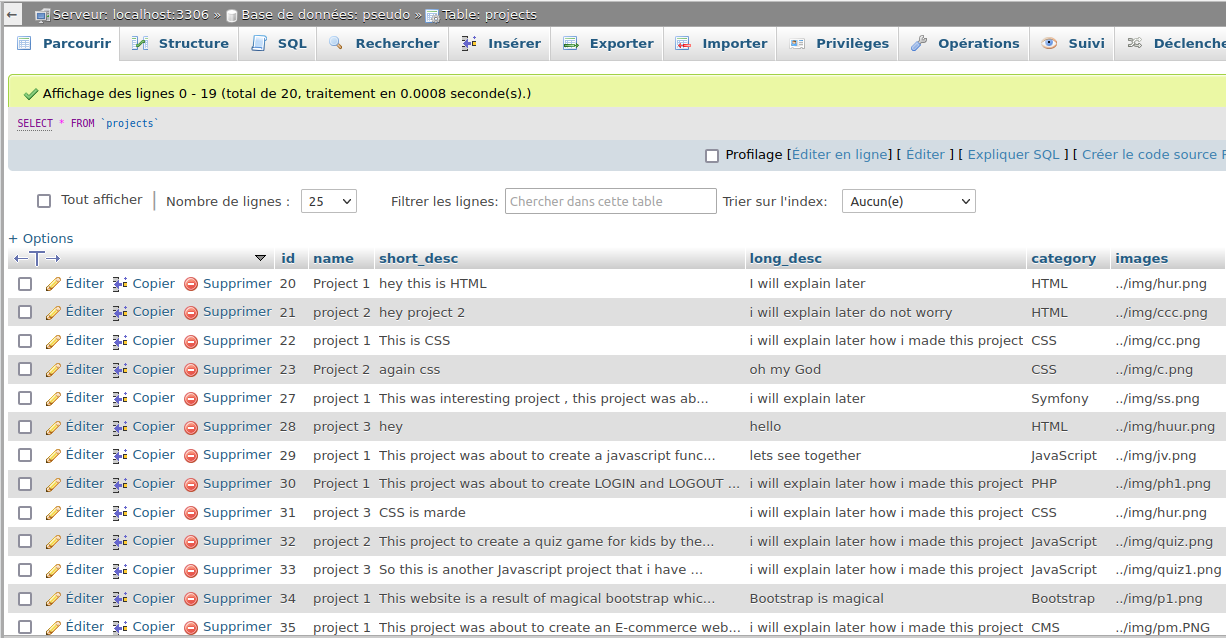 ← Serveur: localhost:3306 » Base de données: pseudo » Table: projects
Parcourir Structure SQL Rechercher Insérer Exporter Importer Privilèges Opérations Suivi Déclenche
Affichage des lignes 0 - 19 (total de 20, traitement en 0.0008 seconde(s).)
SELECT * FROM `projects`
Profilage [Éditer en ligne] [ Éditer ] [ Expliquer SQL ] [ Créer le code source
Tout afficher | Nombre de lignes : 25 Filtrer les lignes: Chercher dans cette table Trier sur l'index: Aucun(e)
+ Options
←T→ id name short_desc long_desc category images
Éditer Copier Supprimer 20 Project 1 hey this is HTML I will explain later HTML ../img/hur.png
Éditer Copier Supprimer 21 project 2 hey project 2 i will explain later do not worry HTML ../img/ccc.png
Éditer Copier Supprimer 22 project 1 This is CSS i will explain later how i made this project CSS ../img/cc.png
Éditer Copier Supprimer 23 Project 2 again css oh my God CSS ../img/c.png
Éditer Copier Supprimer 27 project 1 This was interesting project , this project was ab... i will explain later Symfony ../img/ss.png
Éditer Copier Supprimer 28 project 3 hey hello HTML ../img/huur.png
Éditer Copier Supprimer 29 project 1 This project was about to create a javascript func... lets see together JavaScript ../img/jv.png
Éditer Copier Supprimer 30 Project 1 This project was about to create LOGIN and LOGOUT ... i will explain later how i made this project PHP ../img/ph1.png
Éditer Copier Supprimer 31 project 3 CSS is marde i will explain later how i made this project CSS ../img/hur.png
Éditer Copier Supprimer 32 project 2 This project to create a quiz game for kids by the... i will explain later how i made this project JavaScript ../img/quiz.png
Éditer Copier Supprimer 33 project 3 So this is another Javascript project that i have ... i will explain later how i made this project JavaScript ../img/quiz1.png
Éditer Copier Supprimer 34 project 1 This website is a result of magical bootstrap whic... Bootstrap is magical Bootstrap ../img/p1.png
Éditer Copier Supprimer 35 project 1 This project was about to create an E-commerce web... i will explain later how i made this project CMS ../img/pm.PNG